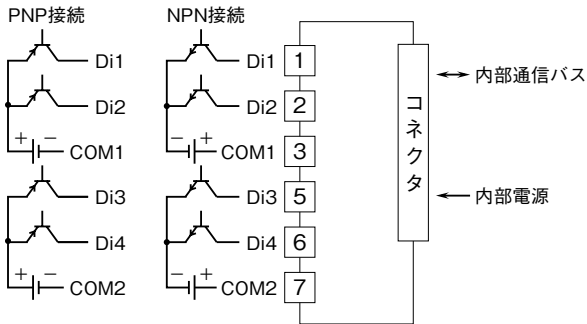 PNP接続 NPN接続
Di1 Di1 1
Di2 Di2 2
+ − COM1 − + COM1 3
Di3 Di3 5
Di4 Di4 6
+ − COM2 − + COM2 7
コネクタ
内部通信バス
内部電源